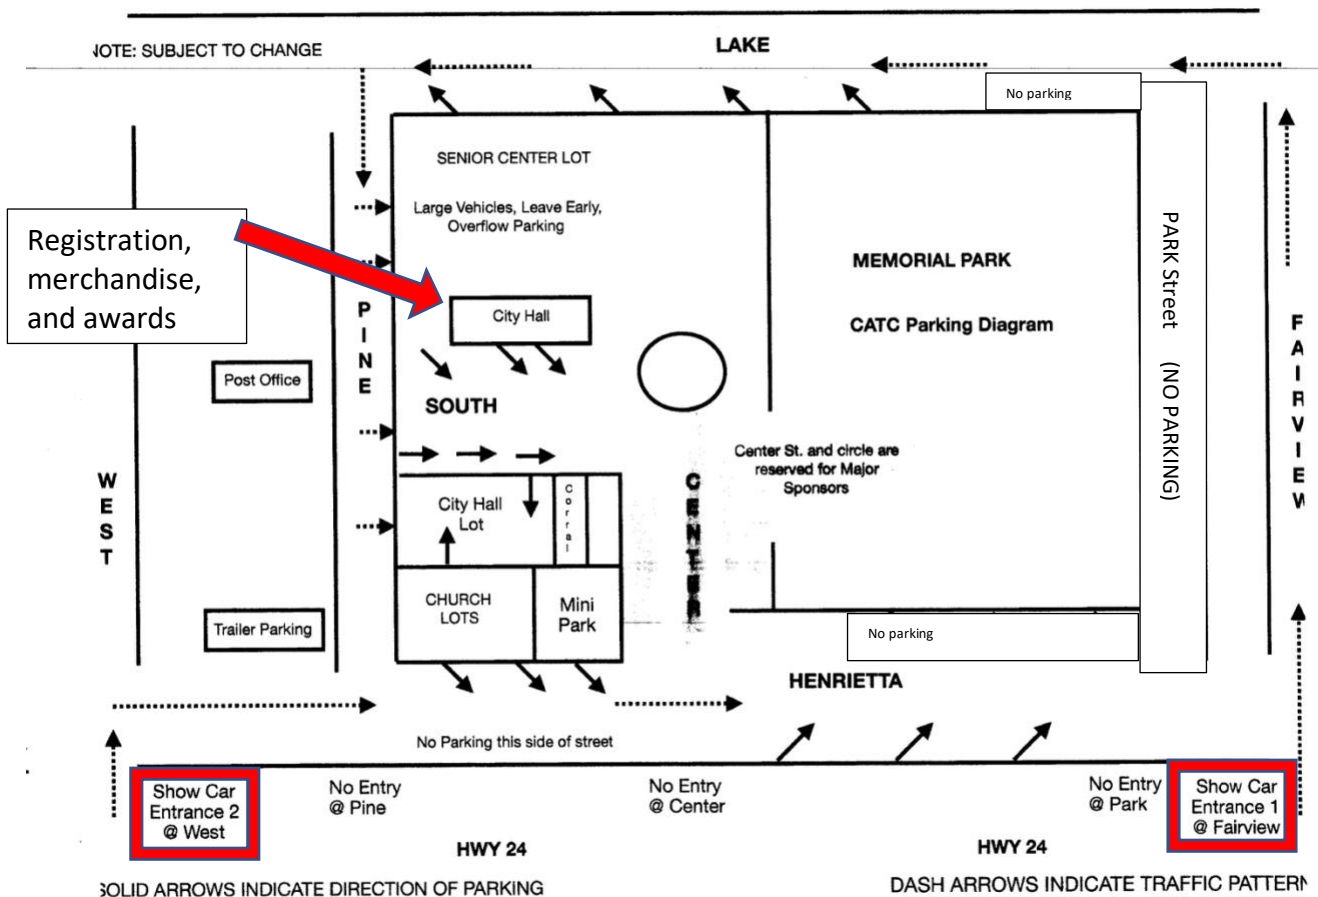 NOTE: SUBJECT TO CHANGE
LAKE
No parking
SENIOR CENTER LOT
Large Vehicles, Leave Early,
Overflow Parking
Registration,
merchandise,
and awards
City Hall
MEMORIAL PARK
CATC Parking Diagram
PARK Street (NO PARKING)
FAIRVIEW
PINE
Post Office
SOUTH
Center St. and circle are
reserved for Major
Sponsors
WEST
City Hall
Lot
Corral
CENTER
CHURCH
LOTS
Mini
Park
Trailer Parking
No parking
HENRIETTA
No Parking this side of street
Show Car
Entrance 2
@ West
No Entry
@ Pine
No Entry
@ Center
No Entry
@ Park
Show Car
Entrance 1
@ Fairview
HWY 24
HWY 24
SOLID ARROWS INDICATE DIRECTION OF PARKING
DASH ARROWS INDICATE TRAFFIC PATTERN